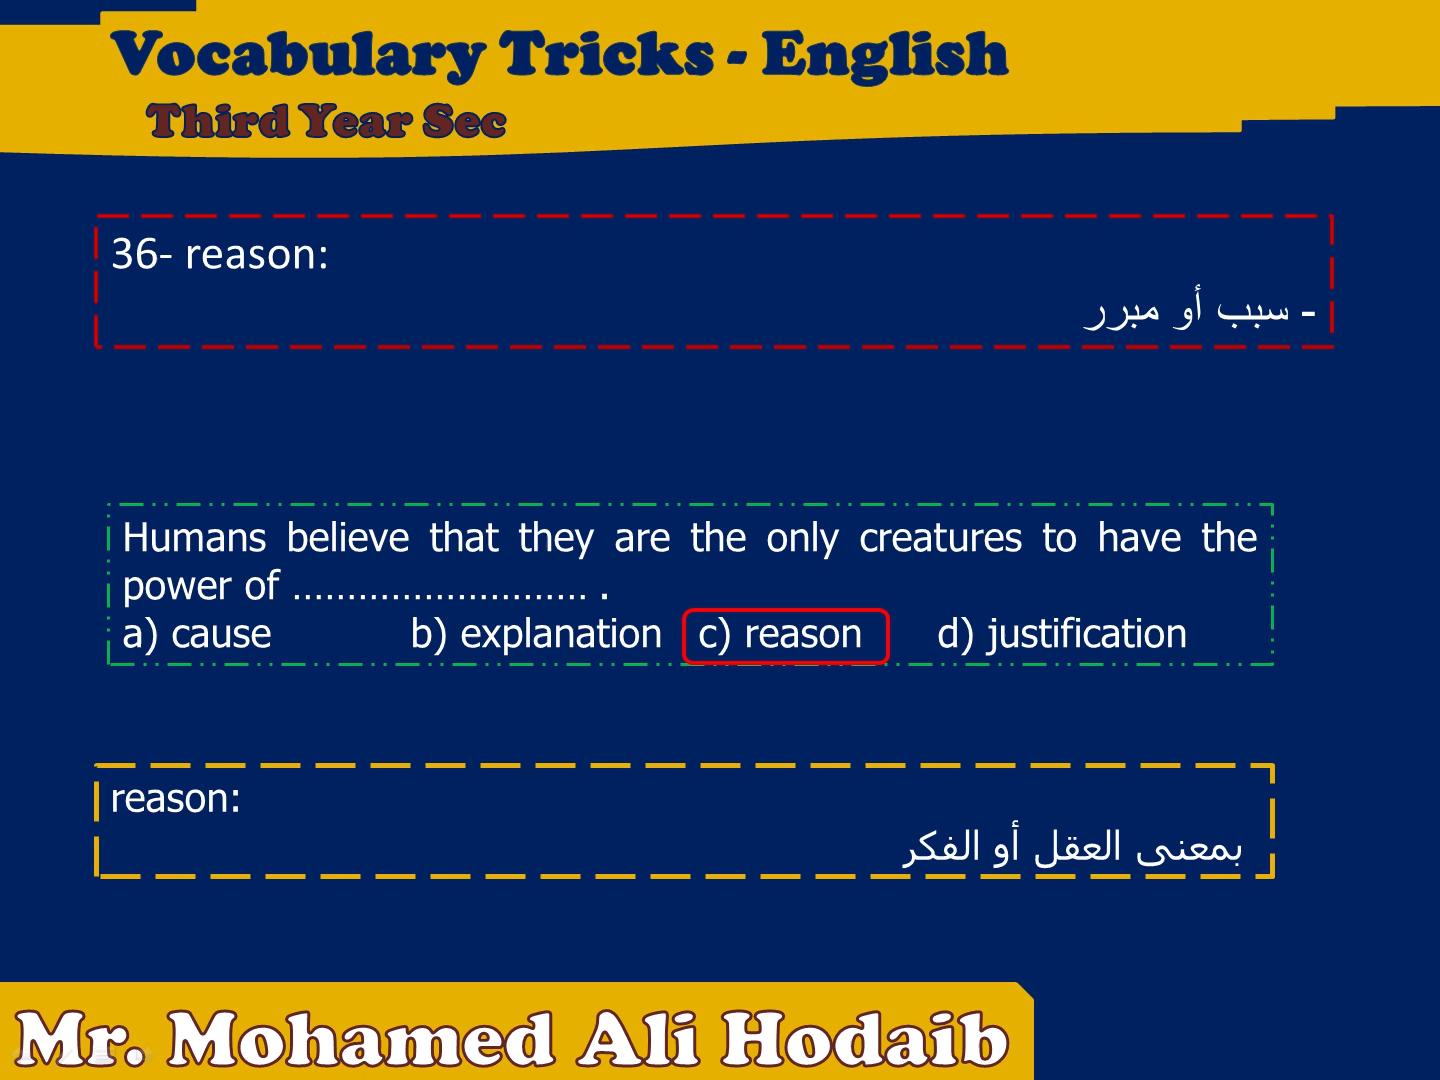 Vocabulary Tricks - English
Third Year Sec
36- reason:
- سبب أو مبرر
Humans believe that they are the only creatures to have the
power of ........................... .
a) cause b) explanation c) reason d) justification
reason:
بمعنى العقل أو الفكر
Mr. Mohamed Ali Hodaib